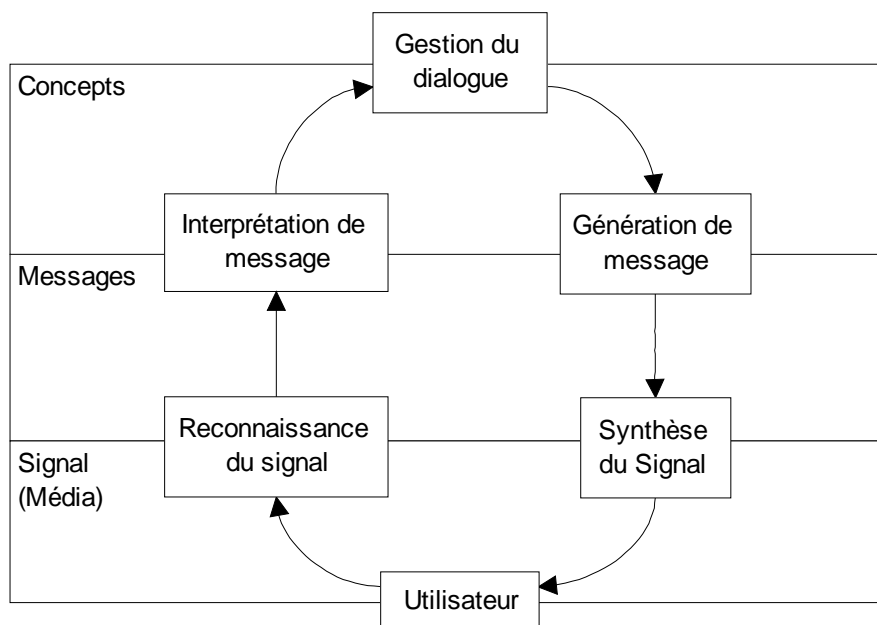 Gestion du
dialogue
Concepts
Interprétation de
message
Génération de
message
Messages
Reconnaissance
du signal
Synthèse
du Signal
Signal
(Média)
Utilisateur